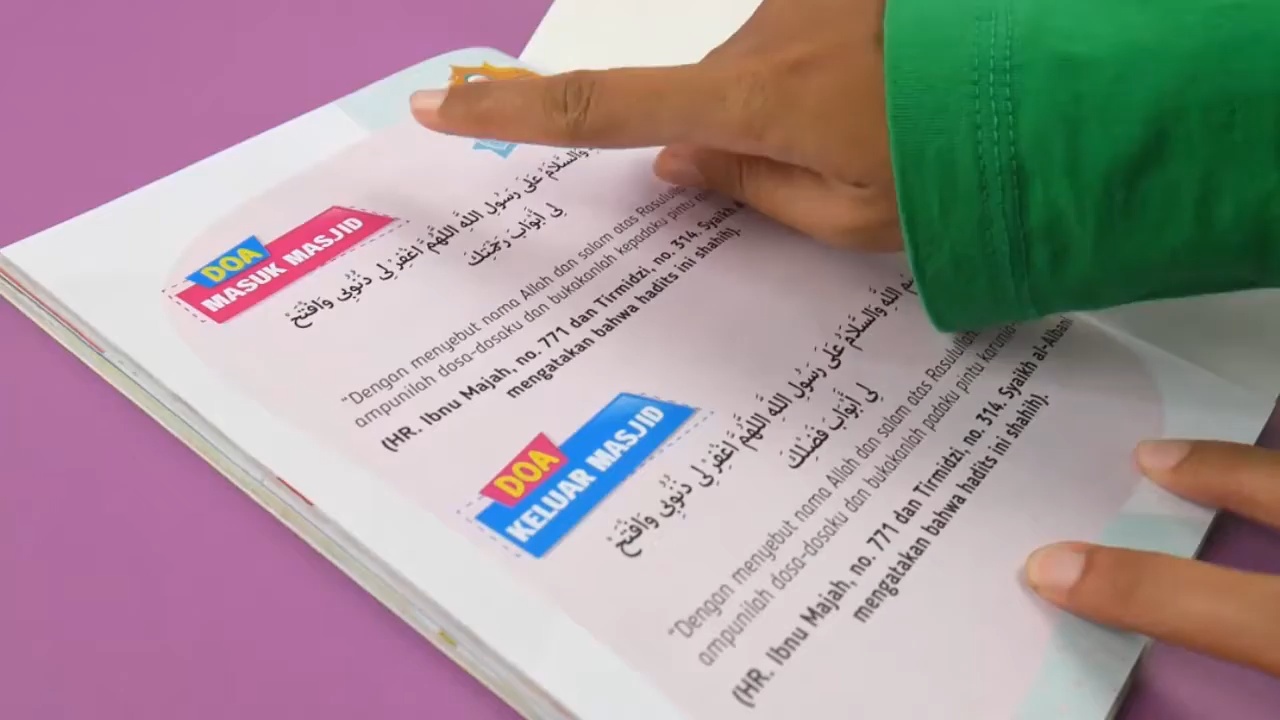 DOA
MASUK MASJID
وَالسَّلَامُ عَلَى رَسُولِ اللَّهِ اللَّهُمَّ اغْفِرْ لِي ذُنُوبِي وَافْتَحْ
لِي أَبْوَابَ رَحْمَتِكَ
"Dengan menyebut nama Allah dan salam atas Rasulul
ampunilah dosa-dosaku dan bukakanlah kepadaku pintu
(HR. Ibnu Majah, no. 771 dan Tirmidzi, no. 314. Syaikh
mengatakan bahwa hadits ini shahih).
DOA
KELUAR MASJID
اللَّهِ وَالسَّلَامُ عَلَى رَسُولِ اللَّهِ اللَّهُمَّ اغْفِرْ لِي ذُنُوبِي وَافْتَحْ
لِي أَبْوَابَ فَضْلِكَ
"Dengan menyebut nama Allah dan salam atas Rasulullah
ampunilah dosa-dosaku dan bukakanlah padaku pintu karunia-
(HR. Ibnu Majah, no. 771 dan Tirmidzi, no. 314. Syaikh al-Albani
mengatakan bahwa hadits ini shahih).